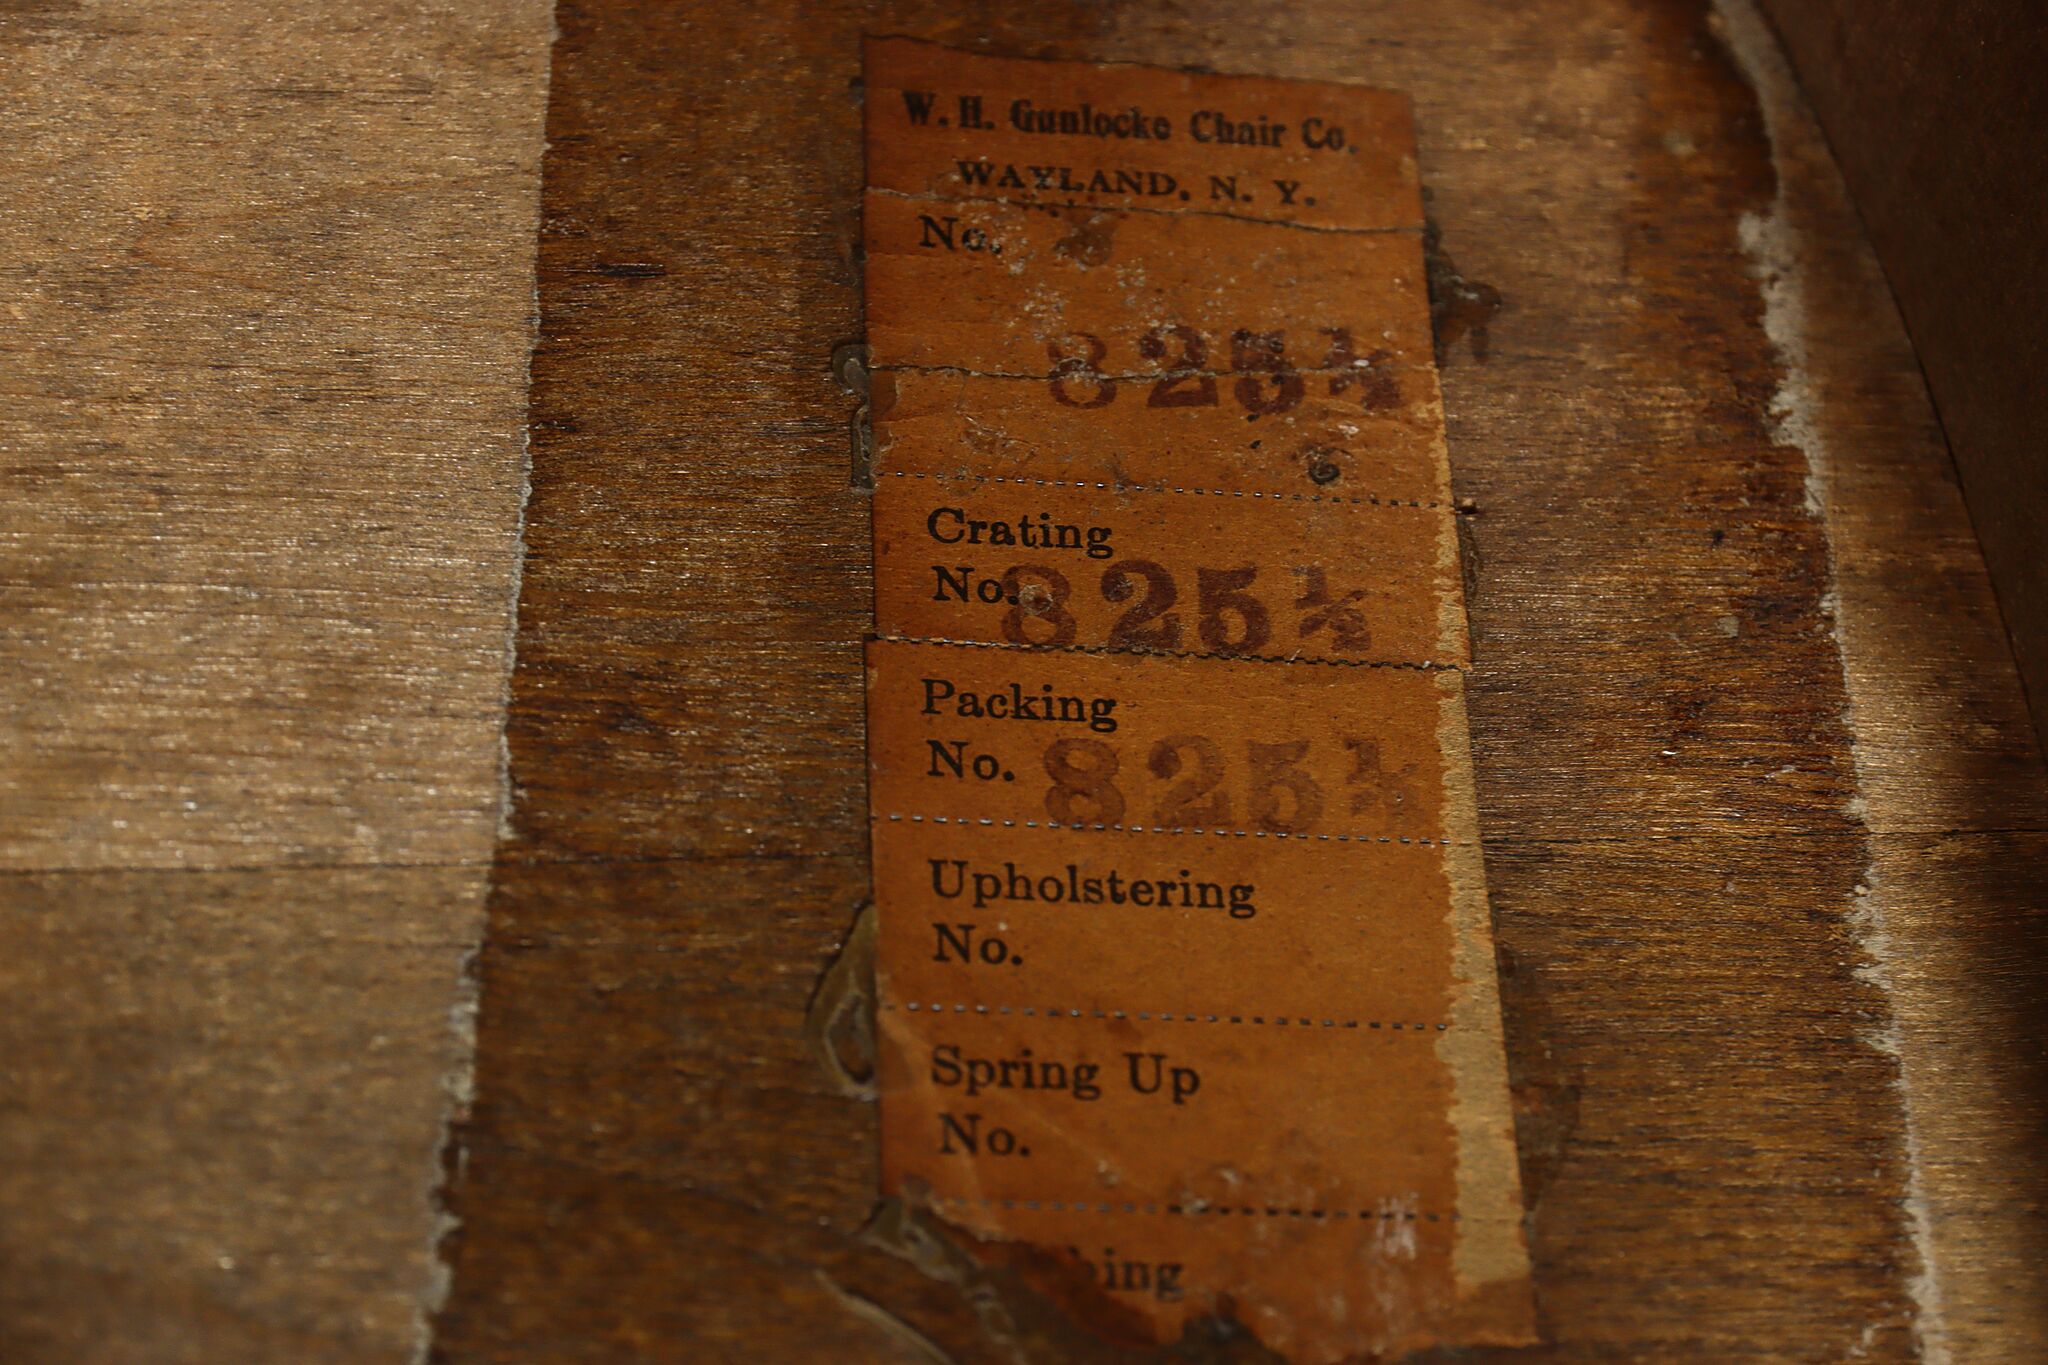 W. H. Gunlocke Chair Co.
WAYLAND, N. Y.
No.
825½
Crating
No. 825½
Packing
No. 825½
Upholstering
No.
Spring Up
No.